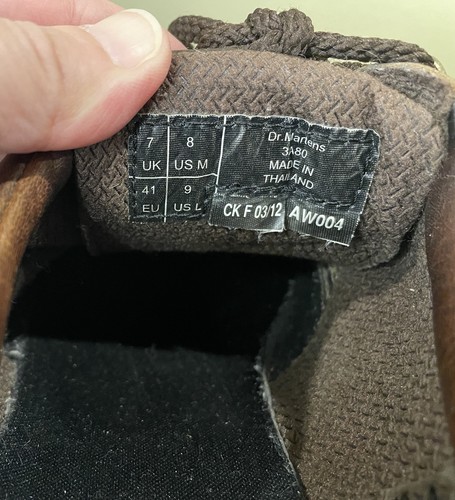 7 UK
8 US M
41 EU
9 US L
Dr. Martens
3A80
MADE IN
THAILAND
CK F 03/12 AW004